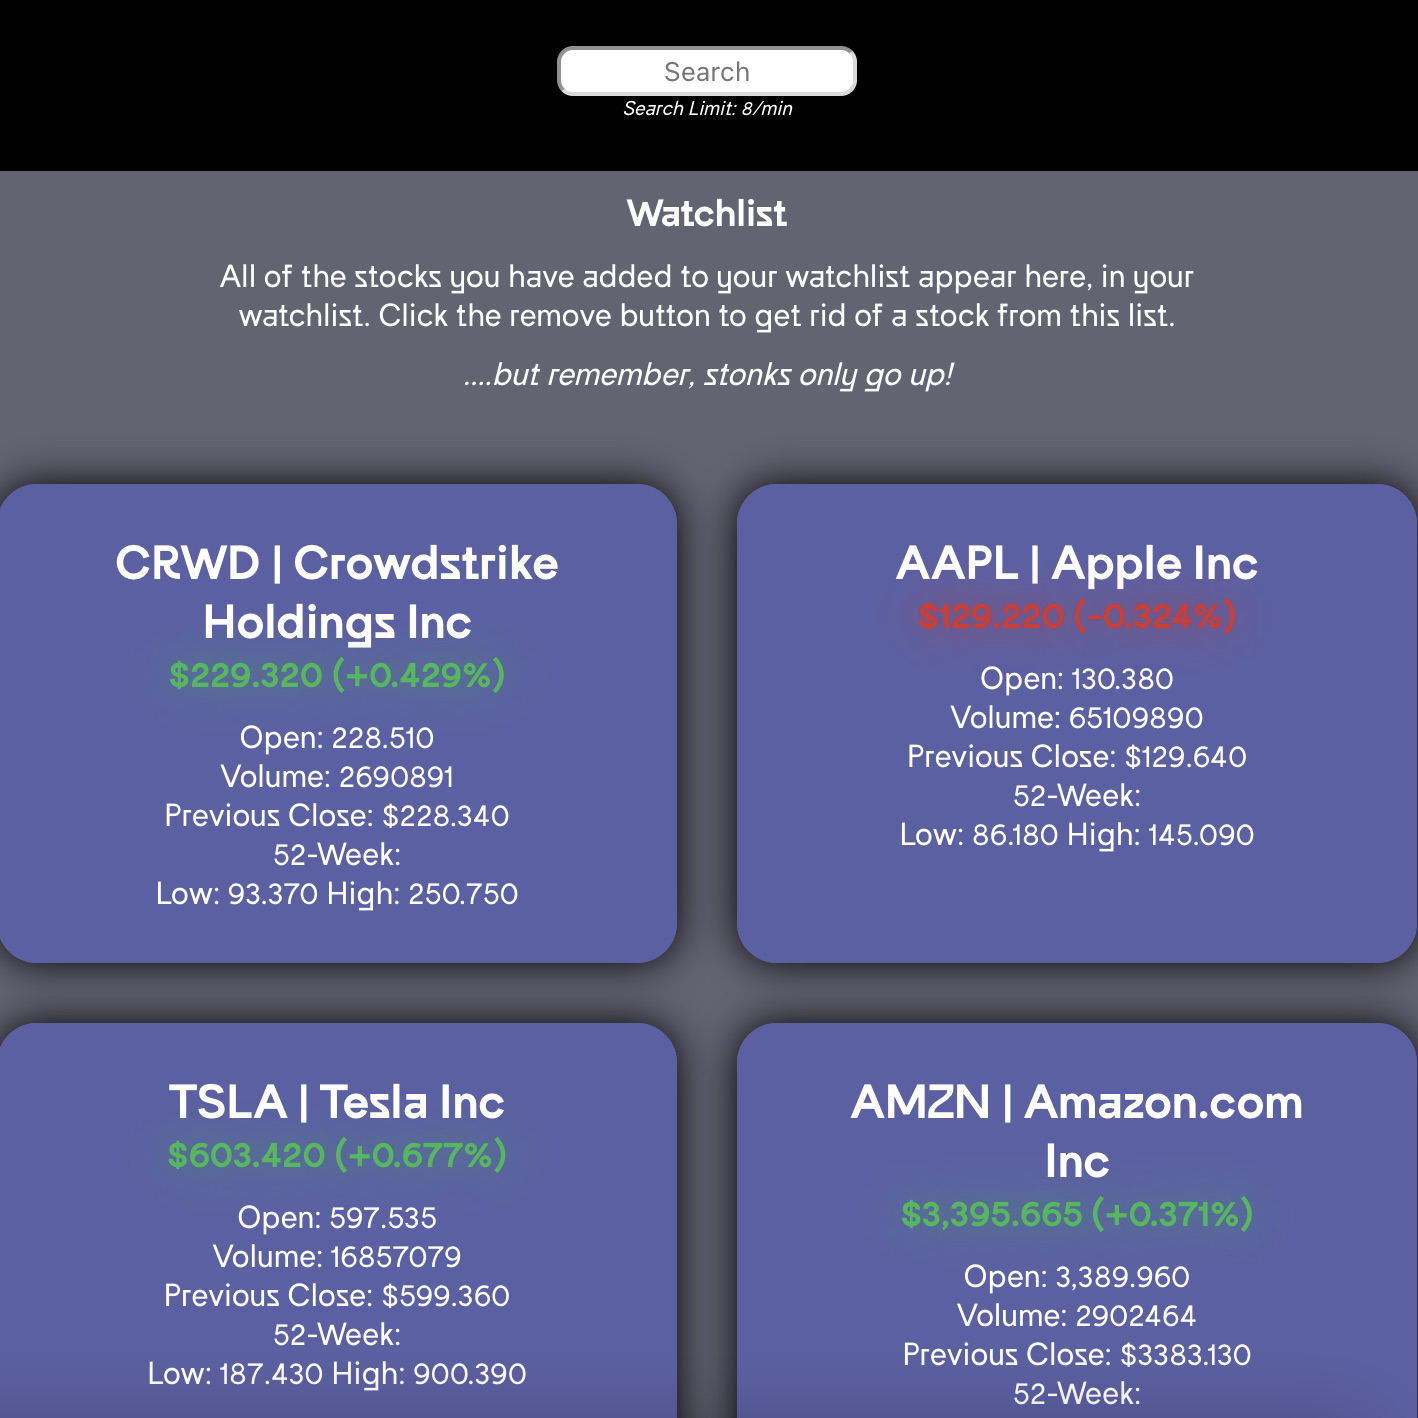 Search
Search Limit: 8/min
Watchlist
All of the stocks you have added to your watchlist appear here, in your
watchlist. Click the remove button to get rid of a stock from this list.
....but remember, stonks only go up!
CRWD | Crowdstrike
Holdings Inc
$229.320 (+0.429%)
Open: 228.510
Volume: 2690891
Previous Close: $228.340
52-Week:
Low: 93.370 High: 250.750
AAPL | Apple Inc
$129.220 (-0.324%)
Open: 130.380
Volume: 65109890
Previous Close: $129.640
52-Week:
Low: 86.180 High: 145.090
TSLA | Tesla Inc
$603.420 (+0.677%)
Open: 597.535
Volume: 16857079
Previous Close: $599.360
52-Week:
Low: 187.430 High: 900.390
AMZN | Amazon.com
Inc
$3,395.665 (+0.371%)
Open: 3,389.960
Volume: 2902464
Previous Close: $3383.130
52-Week: